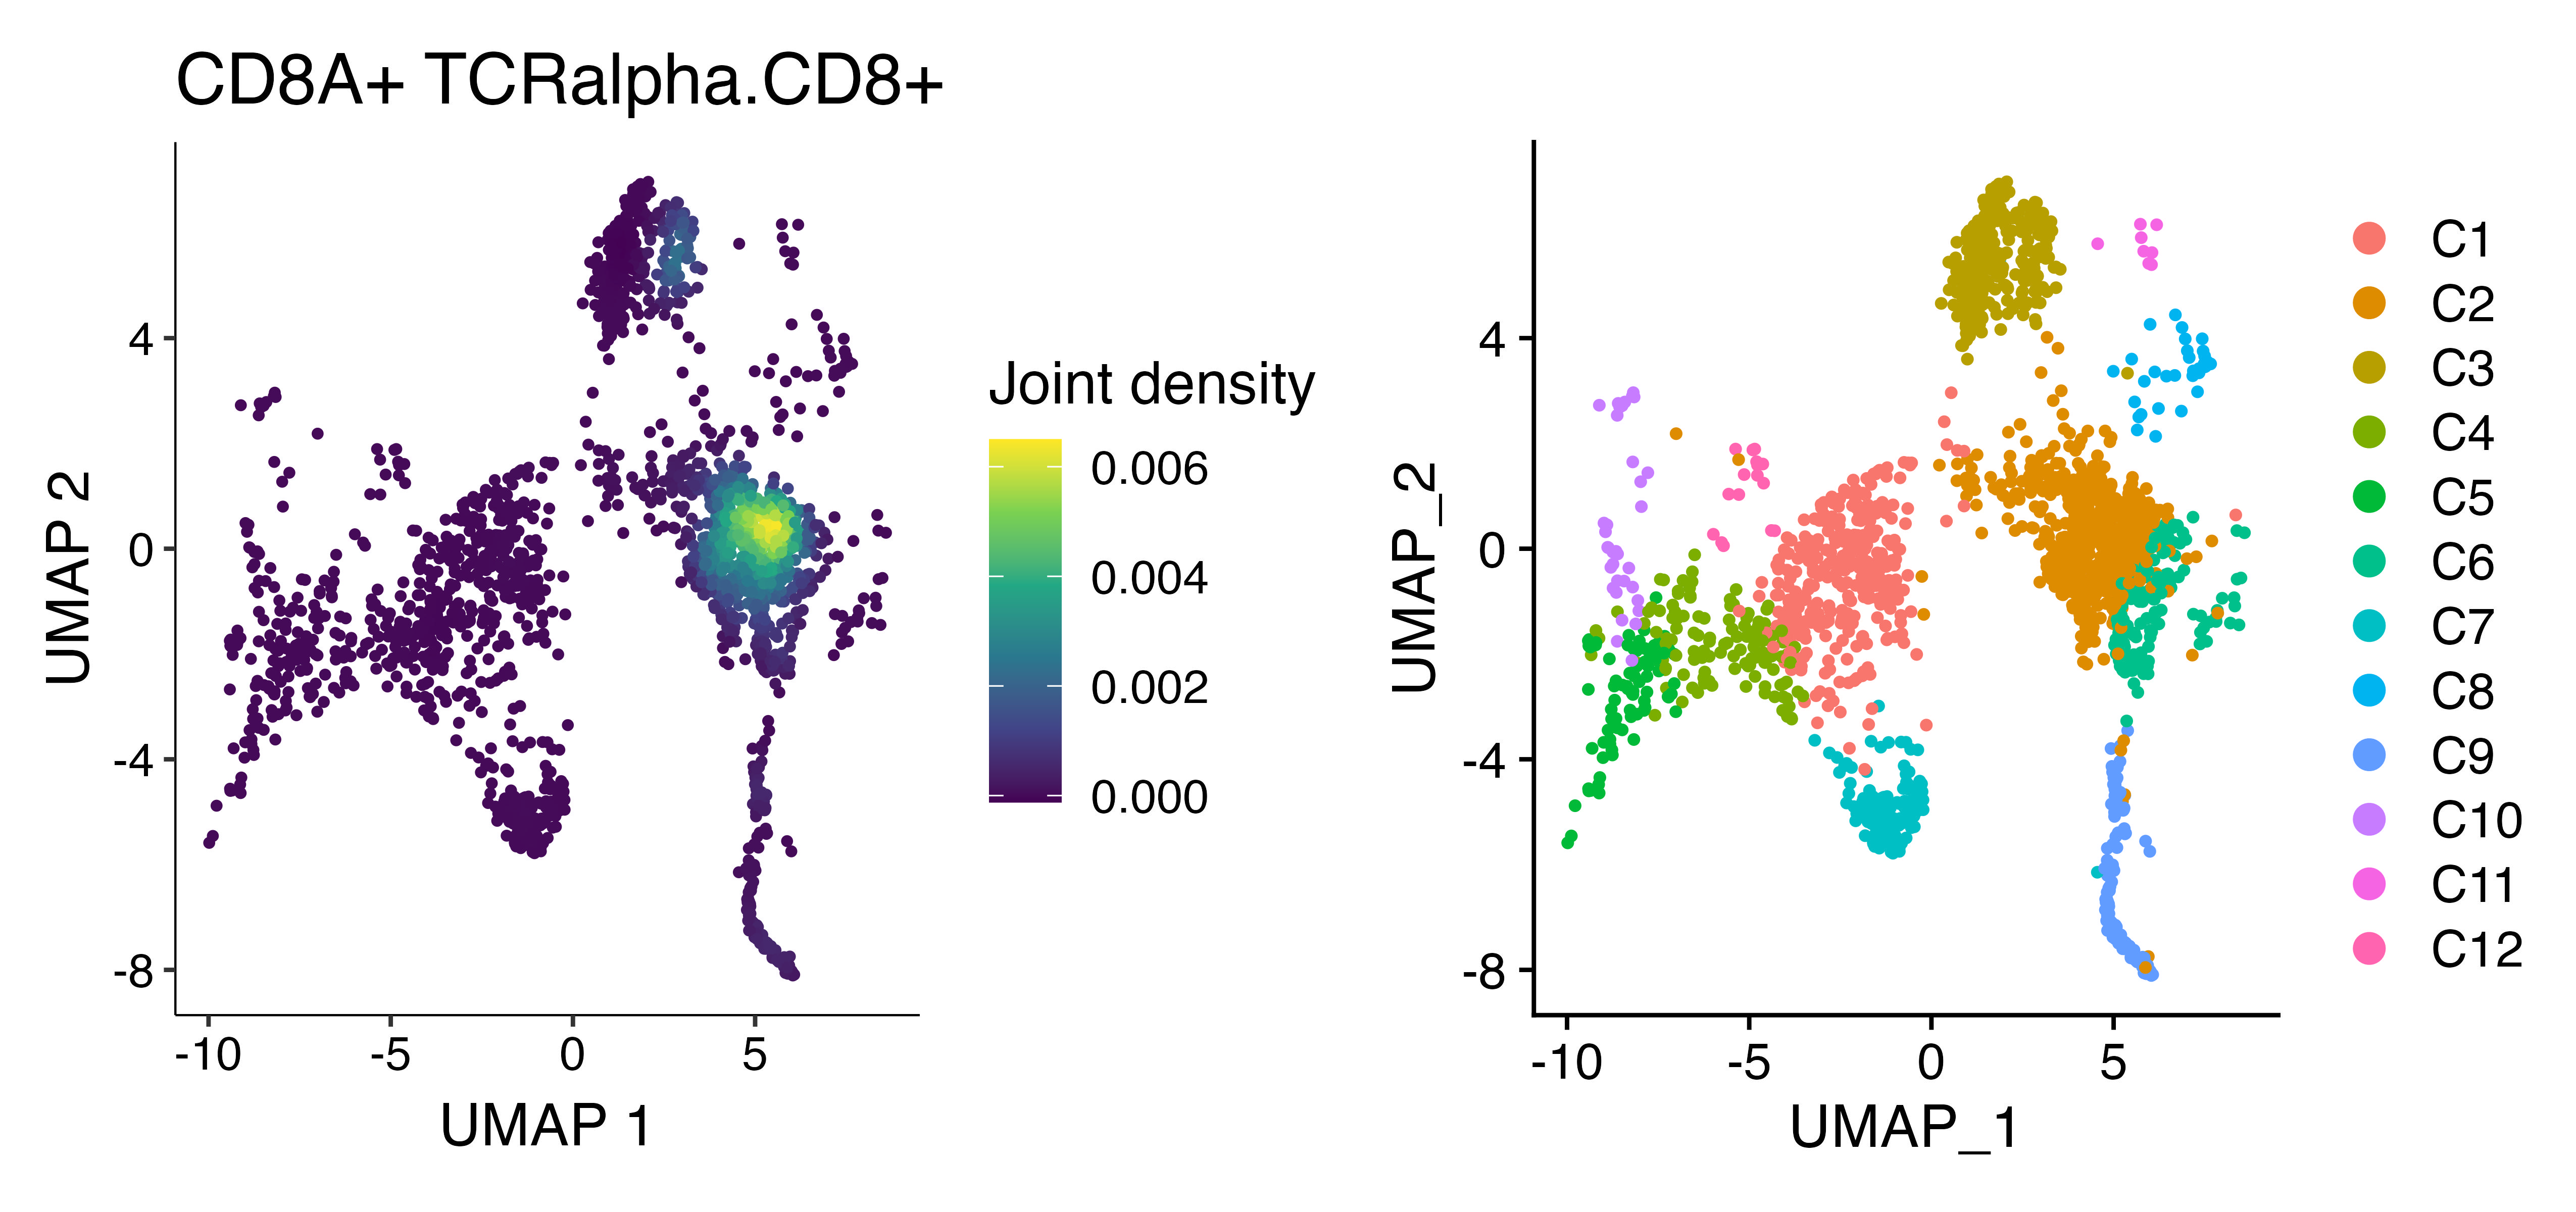 CD8A+ TCRalpha.CD8+
4
0
-4
-8
-10 -5 0 5
UMAP 1
UMAP 2
Joint density
0.006
0.004
0.002
0.000
4
0
-4
-8
-10 -5 0 5
UMAP_1
UMAP_2
C1
C2
C3
C4
C5
C6
C7
C8
C9
C10
C11
C12